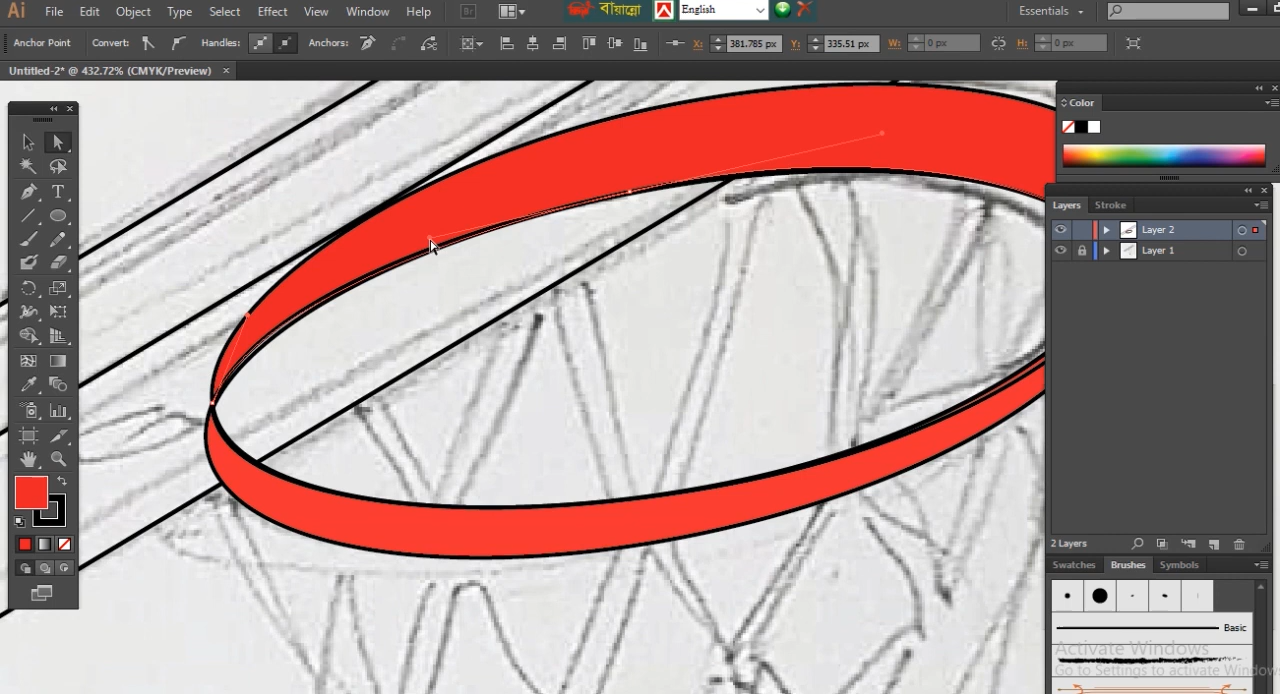 Ai File Edit Object Type Select Effect View Window Help Br বায়ান্নো English Essentials
Anchor Point Convert: Handles: Anchors: X: 381.785 px Y: 335.51 px W: 0 px H: 0 px
Untitled-2* @ 432.72% (CMYK/Preview) ×
Color
Layers Stroke
Layer 2
Layer 1
2 Layers
Swatches Brushes Symbols
Basic
Activate Windows
Go to Settings to activate Windows